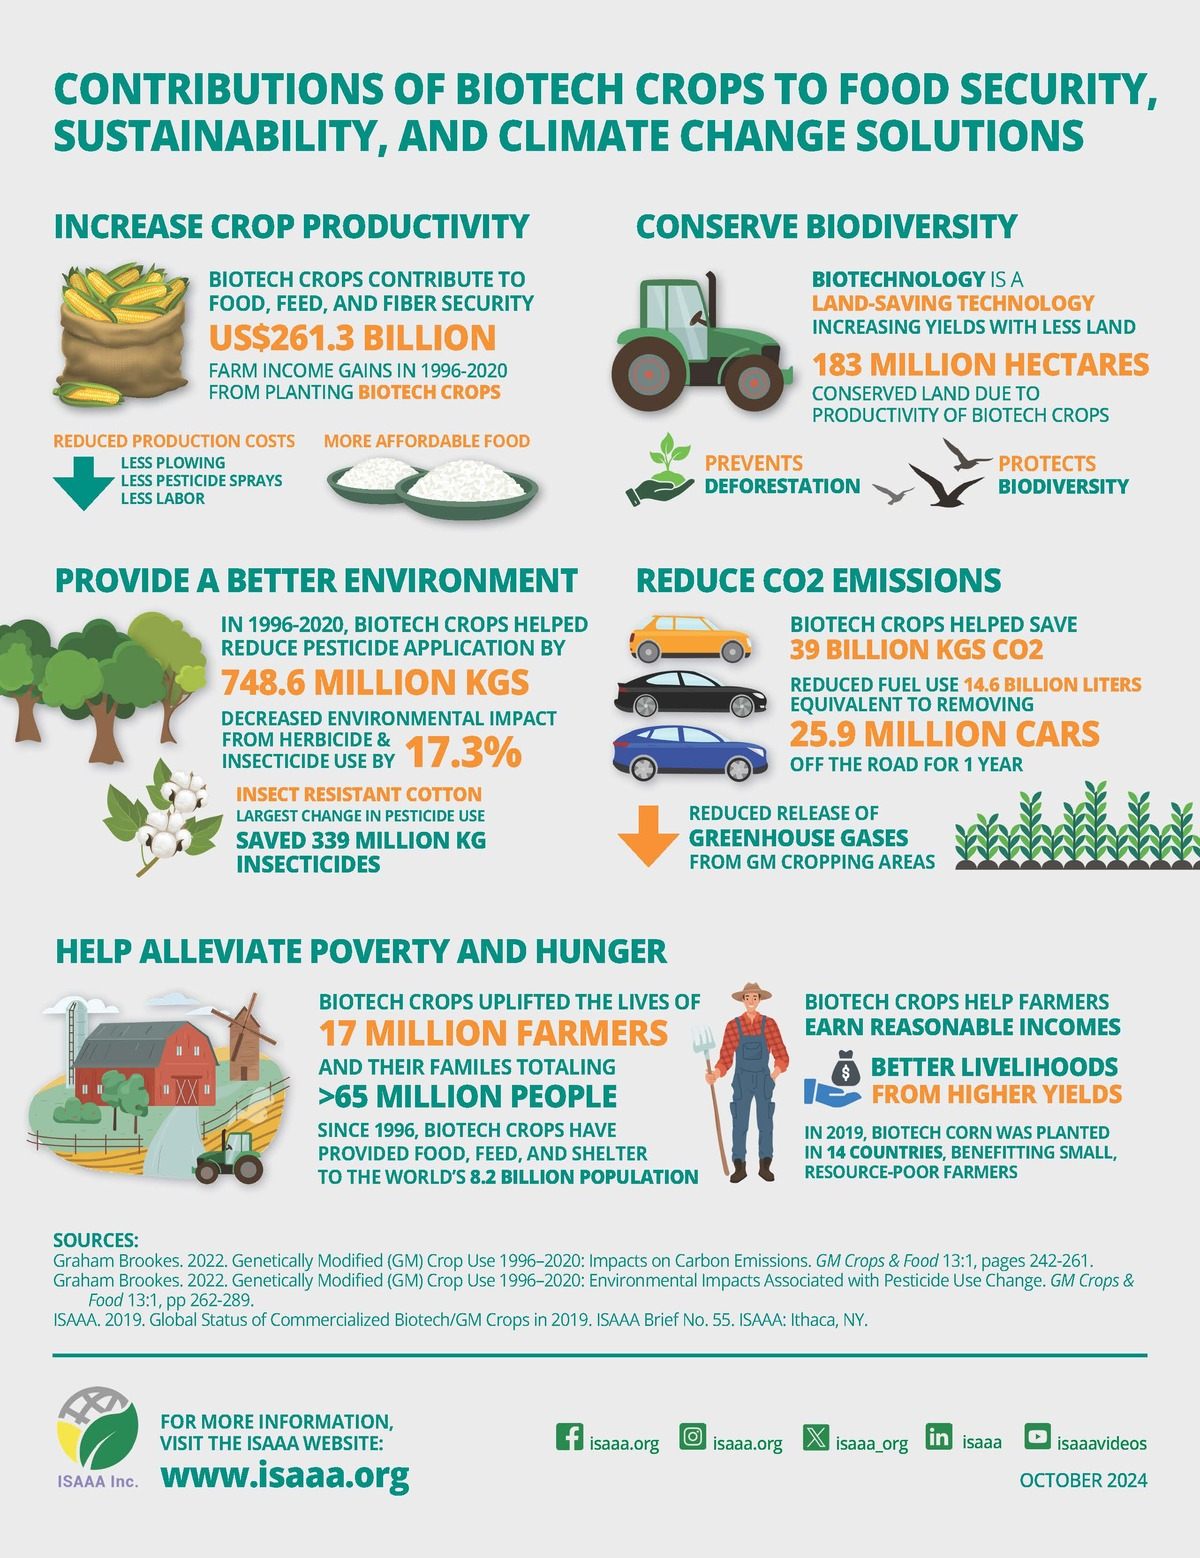 CONTRIBUTIONS OF BIOTECH CROPS TO FOOD SECURITY,
SUSTAINABILITY, AND CLIMATE CHANGE SOLUTIONS
INCREASE CROP PRODUCTIVITY
BIOTECH CROPS CONTRIBUTE TO
FOOD, FEED, AND FIBER SECURITY
US$261.3 BILLION
FARM INCOME GAINS IN 1996-2020
FROM PLANTING BIOTECH CROPS
REDUCED PRODUCTION COSTS
LESS PLOWING
LESS PESTICIDE SPRAYS
LESS LABOR
MORE AFFORDABLE FOOD
CONSERVE BIODIVERSITY
BIOTECHNOLOGY IS A
LAND-SAVING TECHNOLOGY
INCREASING YIELDS WITH LESS LAND
183 MILLION HECTARES
CONSERVED LAND DUE TO
PRODUCTIVITY OF BIOTECH CROPS
PREVENTS
DEFORESTATION
PROTECTS
BIODIVERSITY
PROVIDE A BETTER ENVIRONMENT
IN 1996-2020, BIOTECH CROPS HELPED
REDUCE PESTICIDE APPLICATION BY
748.6 MILLION KGS
DECREASED ENVIRONMENTAL IMPACT
FROM HERBICIDE &
INSECTICIDE USE BY 17.3%
INSECT RESISTANT COTTON
LARGEST CHANGE IN PESTICIDE USE
SAVED 339 MILLION KG
INSECTICIDES
REDUCE CO2 EMISSIONS
BIOTECH CROPS HELPED SAVE
39 BILLION KGS CO2
REDUCED FUEL USE 14.6 BILLION LITERS
EQUIVALENT TO REMOVING
25.9 MILLION CARS
OFF THE ROAD FOR 1 YEAR
REDUCED RELEASE OF
GREENHOUSE GASES
FROM GM CROPPING AREAS
HELP ALLEVIATE POVERTY AND HUNGER
BIOTECH CROPS UPLIFTED THE LIVES OF
17 MILLION FARMERS
AND THEIR FAMILES TOTALING
>65 MILLION PEOPLE
SINCE 1996, BIOTECH CROPS HAVE
PROVIDED FOOD, FEED, AND SHELTER
TO THE WORLD'S 8.2 BILLION POPULATION
BIOTECH CROPS HELP FARMERS
EARN REASONABLE INCOMES
$
BETTER LIVELIHOODS
FROM HIGHER YIELDS
IN 2019, BIOTECH CORN WAS PLANTED
IN 14 COUNTRIES, BENEFITTING SMALL,
RESOURCE-POOR FARMERS
SOURCES:
Graham Brookes. 2022. Genetically Modified (GM) Crop Use 1996–2020: Impacts on Carbon Emissions. GM Crops & Food 13:1, pages 242-261.
Graham Brookes. 2022. Genetically Modified (GM) Crop Use 1996–2020: Environmental Impacts Associated with Pesticide Use Change. GM Crops &
Food 13:1, pp 262-289.
ISAAA. 2019. Global Status of Commercialized Biotech/GM Crops in 2019. ISAAA Brief No. 55. ISAAA: Ithaca, NY.
ISAAA Inc.
FOR MORE INFORMATION,
VISIT THE ISAAA WEBSITE:
www.isaaa.org
isaaa.org
isaaa.org
isaaa_org
isaaa
isaaavideos
OCTOBER 2024